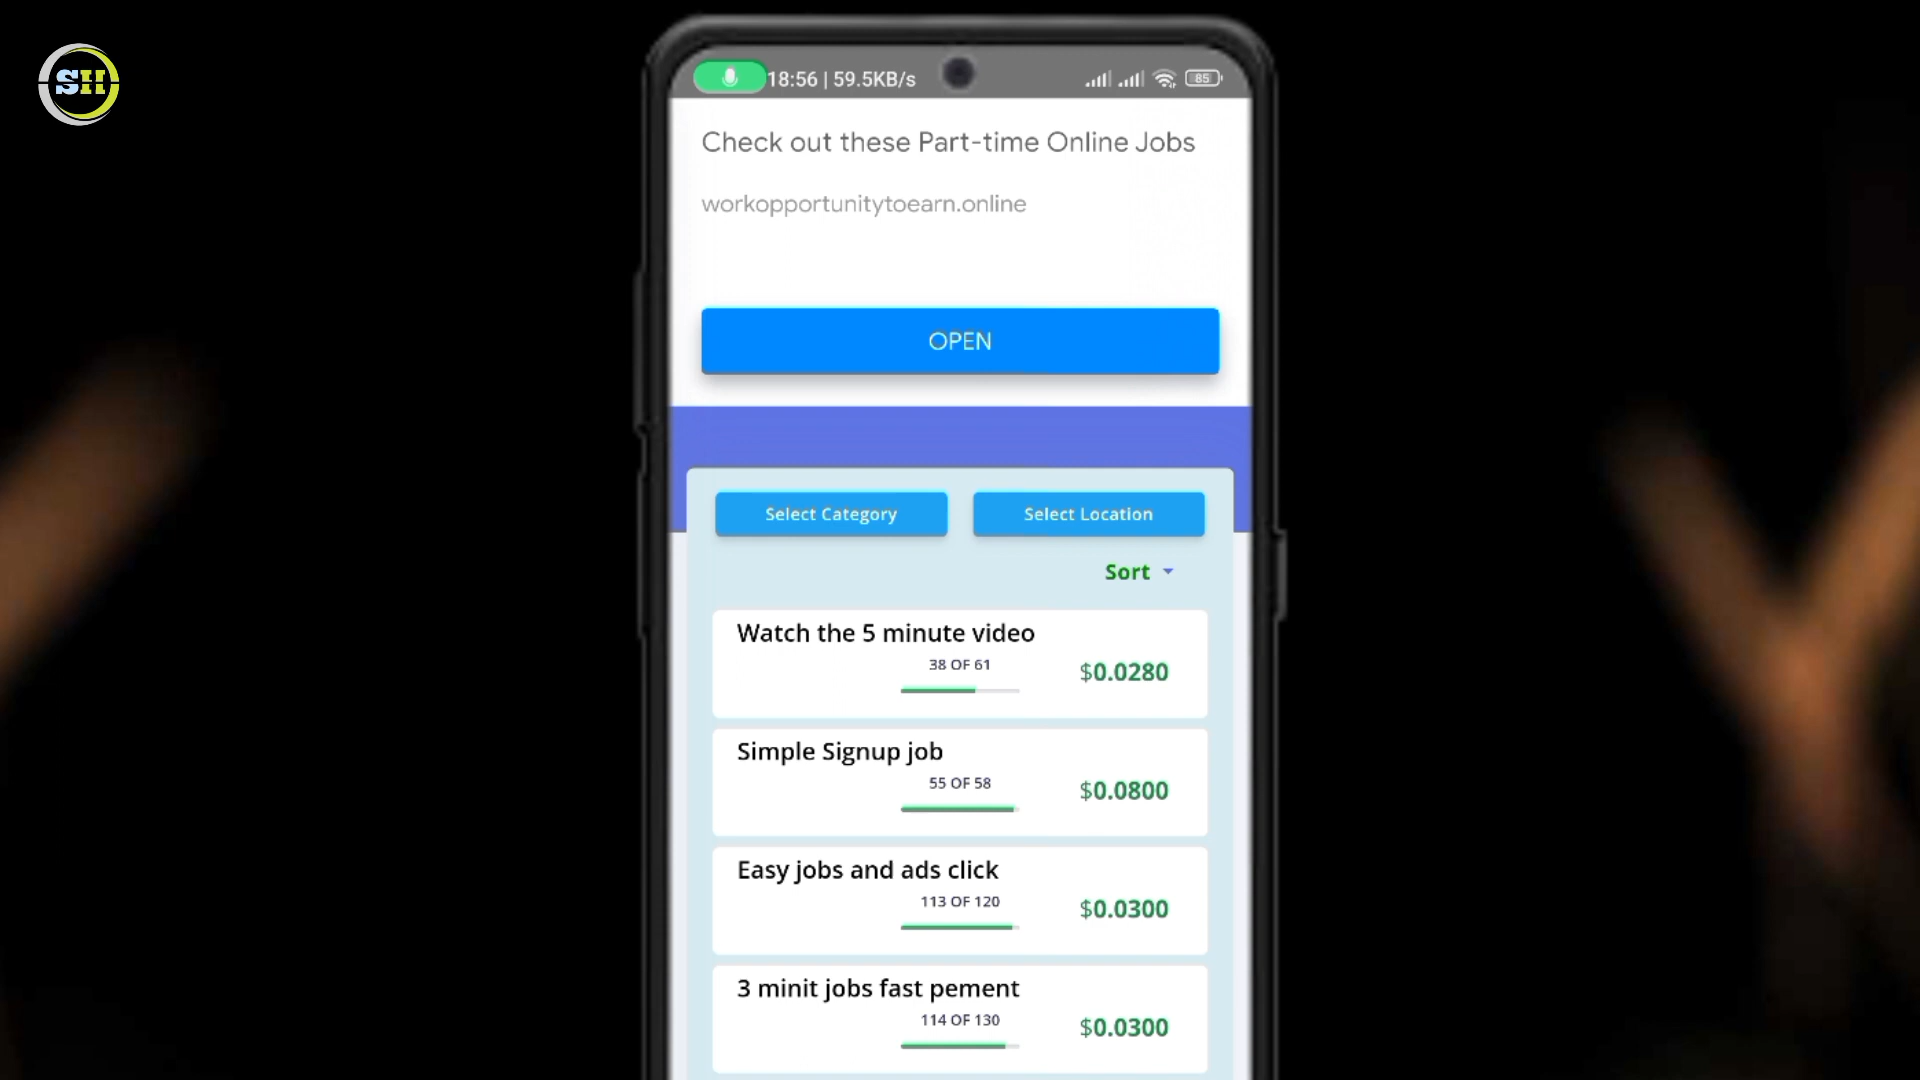 SH
18:56 | 59.5KB/s
85
Check out these Part-time Online Jobs
workopportunitytoearn.online
OPEN
Select Category
Select Location
Sort
Watch the 5 minute video
38 OF 61
$0.0280
Simple Signup job
55 OF 58
$0.0800
Easy jobs and ads click
113 OF 120
$0.0300
3 minit jobs fast pement
114 OF 130
$0.0300